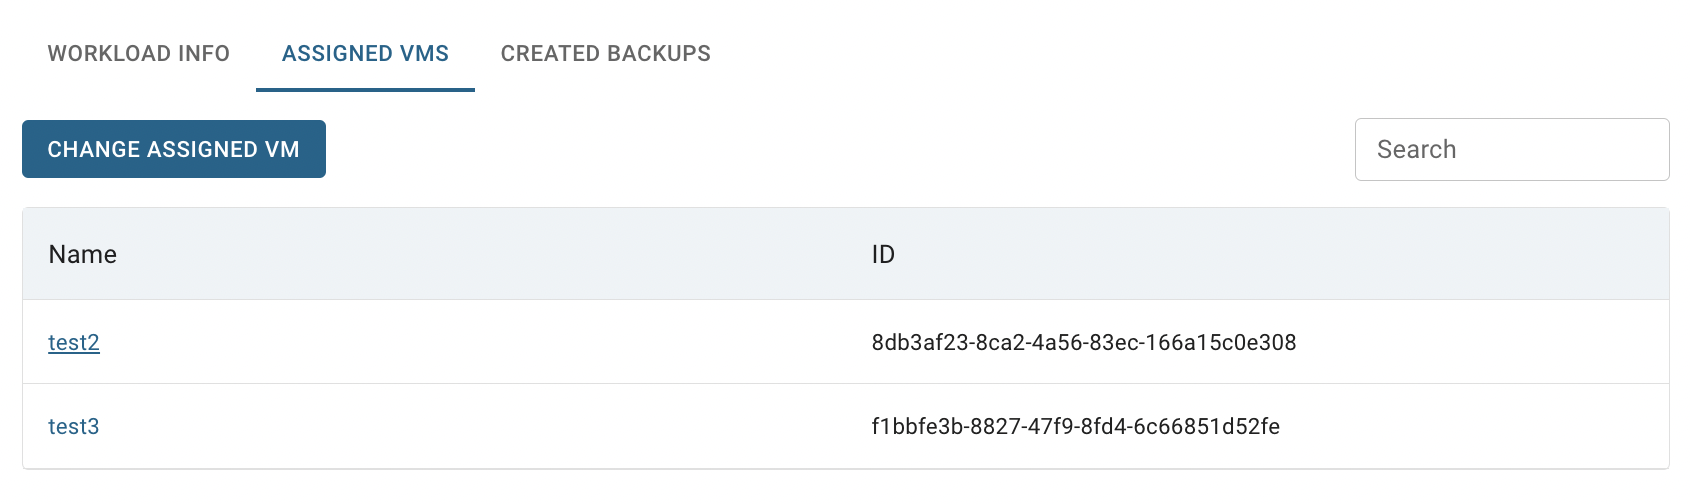 WORKLOAD INFO ASSIGNED VMS CREATED BACKUPS
CHANGE ASSIGNED VM Search
Name ID
test2 8db3af23-8ca2-4a56-83ec-166a15c0e308
test3 f1bbfe3b-8827-47f9-8fd4-6c66851d52fe